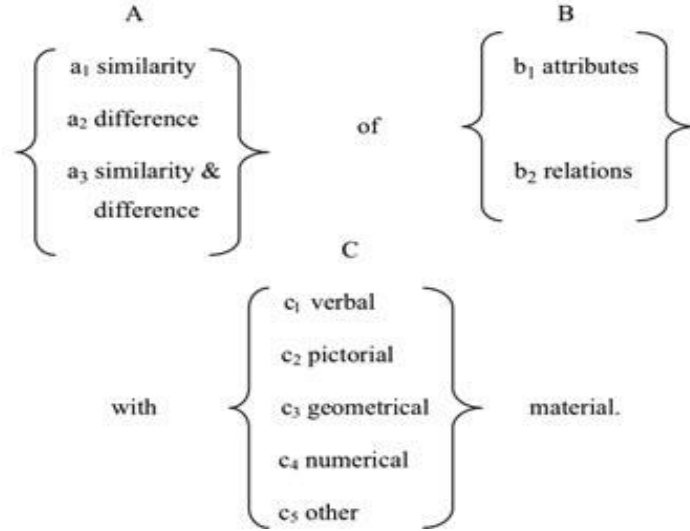 A
B
a₁ similarity
b₁ attributes
a₂ difference
of
a₃ similarity &
difference
b₂ relations
C
c₁ verbal
c₂ pictorial
with
c₃ geometrical
material.
c₄ numerical
c₅ other